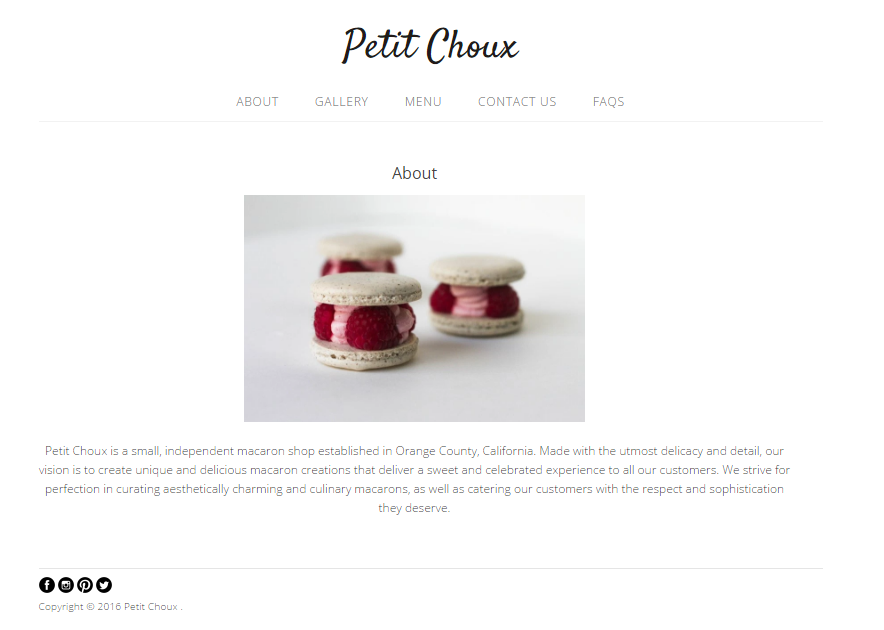 Petit Choux
ABOUT GALLERY MENU CONTACT US FAQS
About
Petit Choux is a small, independent macaron shop established in Orange County, California. Made with the utmost delicacy and detail, our
vision is to create unique and delicious macaron creations that deliver a sweet and celebrated experience to all our customers. We strive for
perfection in curating aesthetically charming and culinary macarons, as well as catering our customers with the respect and sophistication
they deserve.
Copyright © 2016 Petit Choux .